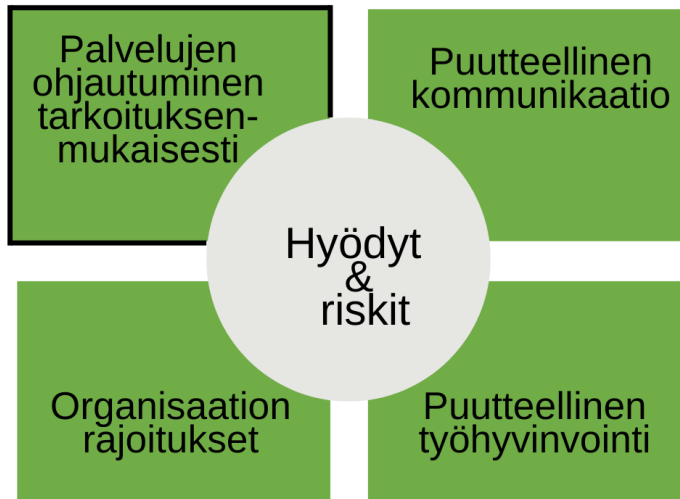 Palvelujen
ohjautuminen
tarkoituksen-
mukaisesti
Puutteellinen
kommunikaatio
Hyödyt
&
riskit
Organisaation
rajoitukset
Puutteellinen
työhyvinvointi